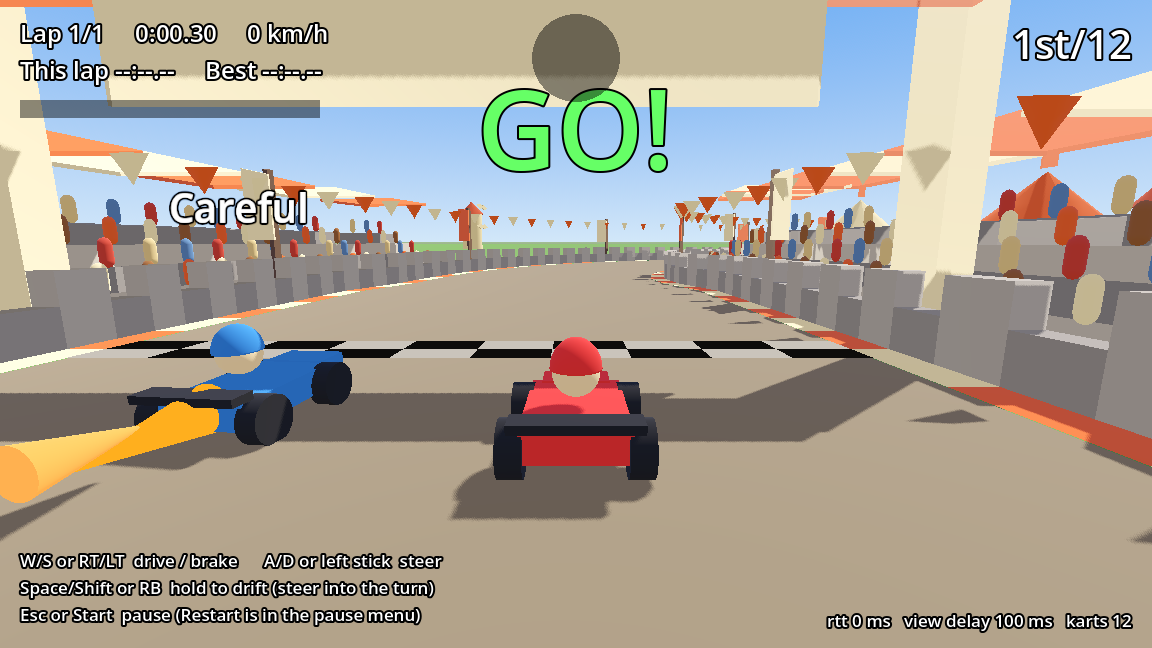 Lap 1/1 0:00.30 0 km/h
1st/12
This lap --:--.-- Best --:--.--
GO!
Careful
W/S or RT/LT drive / brake A/D or left stick steer
Space/Shift or RB hold to drift (steer into the turn)
Esc or Start pause (Restart is in the pause menu)
rtt 0 ms view delay 100 ms karts 12